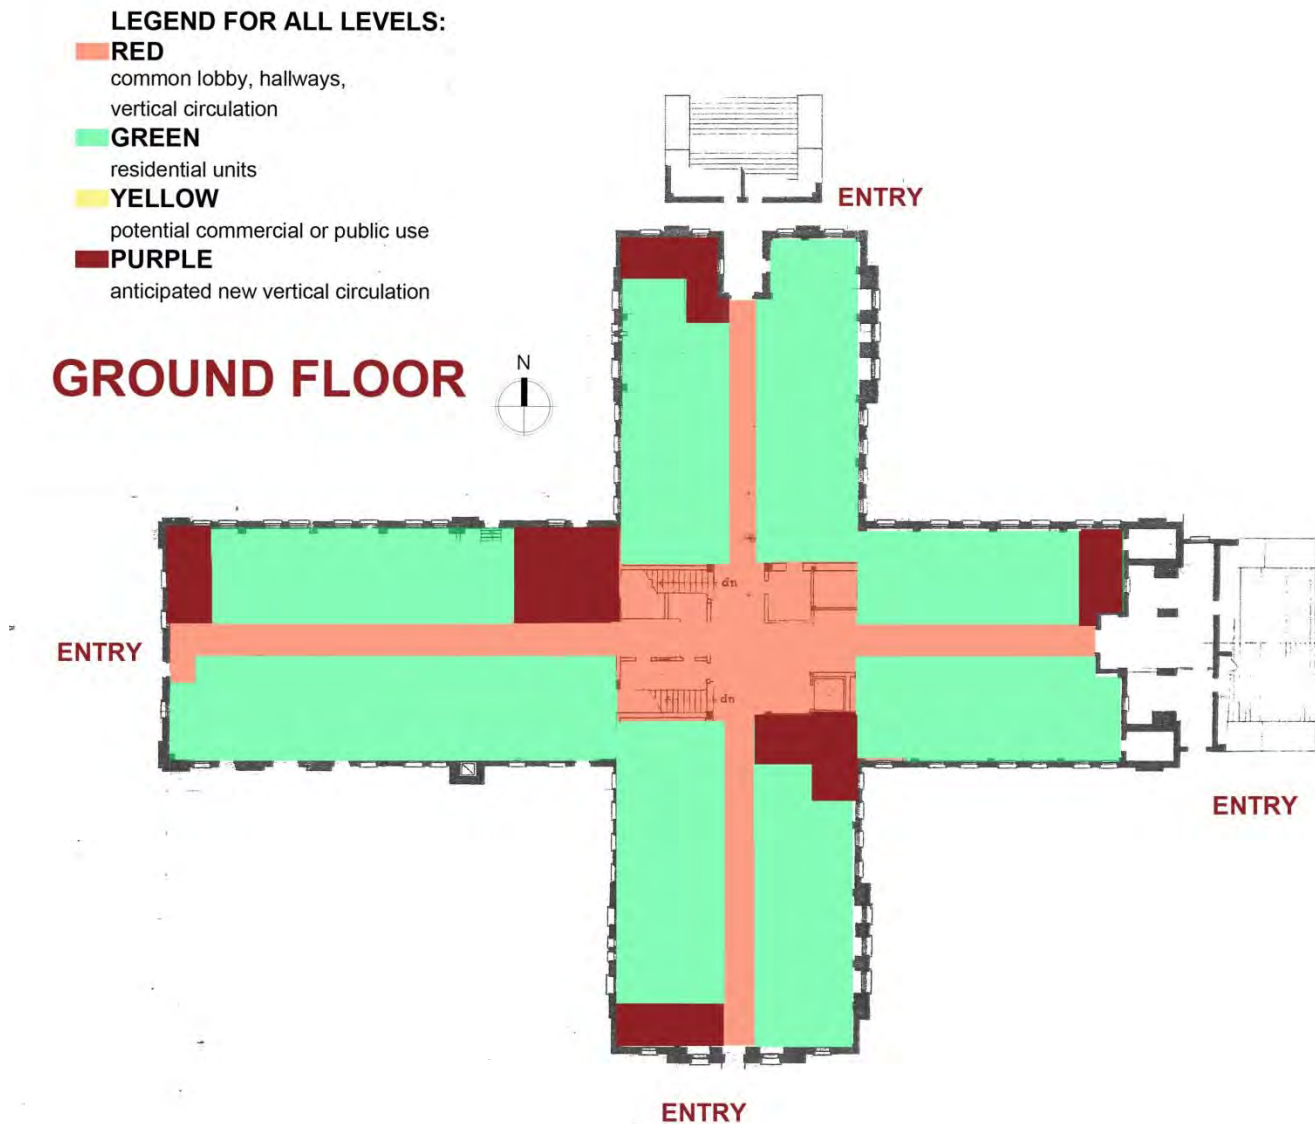 LEGEND FOR ALL LEVELS:
RED
common lobby, hallways,
vertical circulation
GREEN
residential units
YELLOW
potential commercial or public use
PURPLE
anticipated new vertical circulation
GROUND FLOOR
N
ENTRY
dn
ENTRY
dn
ENTRY
ENTRY